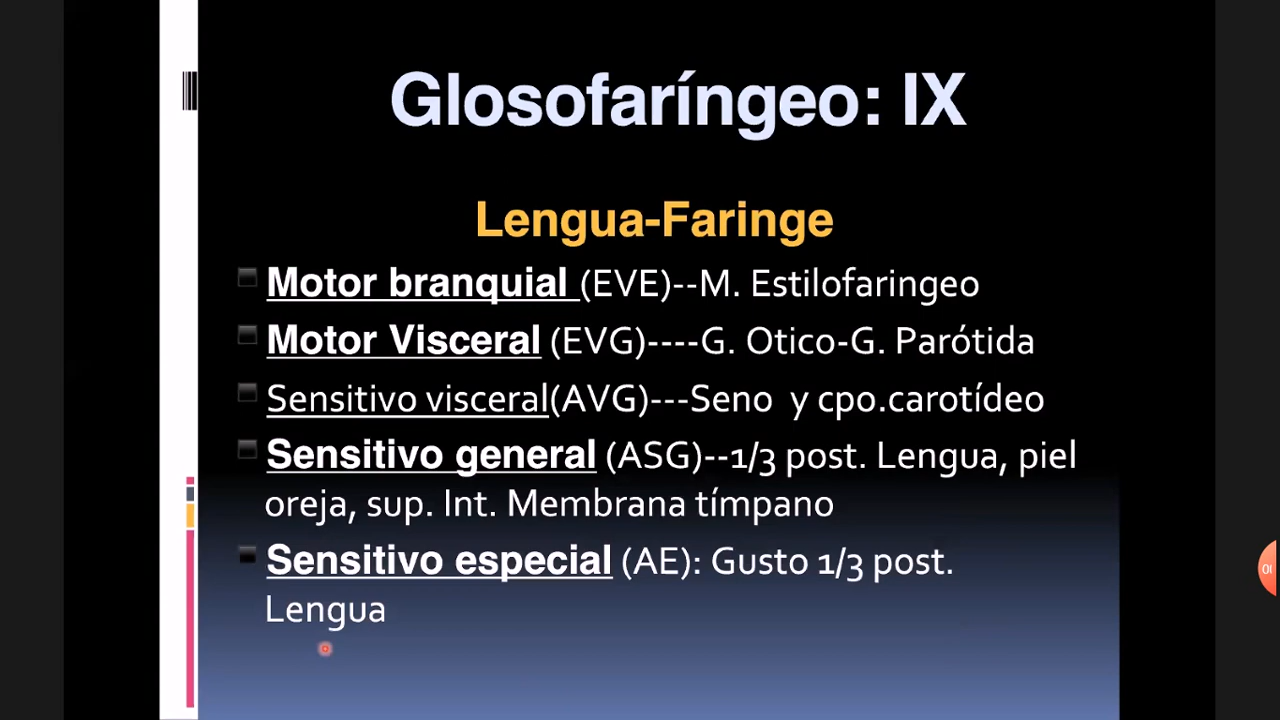 Glosofaríngeo: IX
Lengua-Faringe
Motor branquial (EVE)--M. Estilofaringeo
Motor Visceral (EVG)----G. Otico-G. Parótida
Sensitivo visceral(AVG)---Seno y cpo.carotídeo
Sensitivo general (ASG)--1/3 post. Lengua, piel
oreja, sup. Int. Membrana tímpano
Sensitivo especial (AE): Gusto 1/3 post.
Lengua